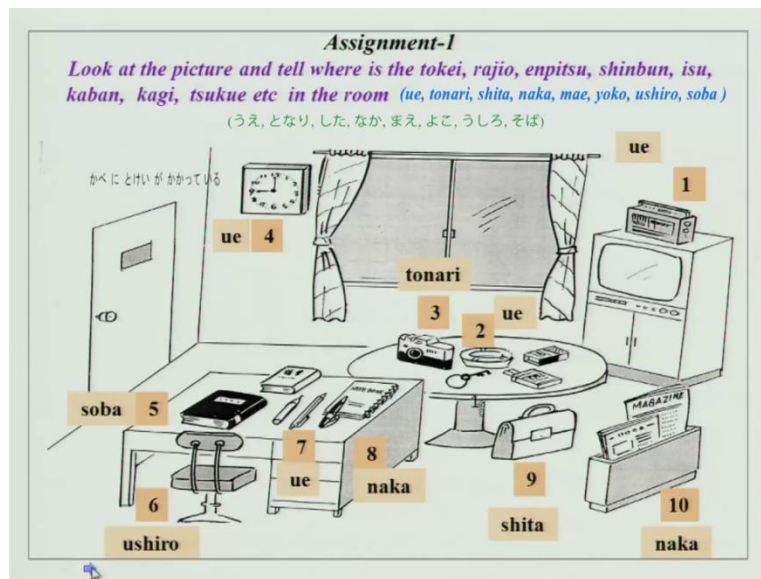 Assignment-1
Look at the picture and tell where is the tokei, rajio, enpitsu, shinbun, isu,
kaban, kagi, tsukue etc in the room (ue, tonari, shita, naka, mae, yoko, ushiro, soba )
(うえ, となり, した, なか, まえ, よこ, うしろ, そば)
ue
1
かべ に とけい が かかって いる
ue 4
tonari
3
ue
2
soba 5
MAGAZINE
7
ue
8
naka
9
shita
6
ushiro
10
naka